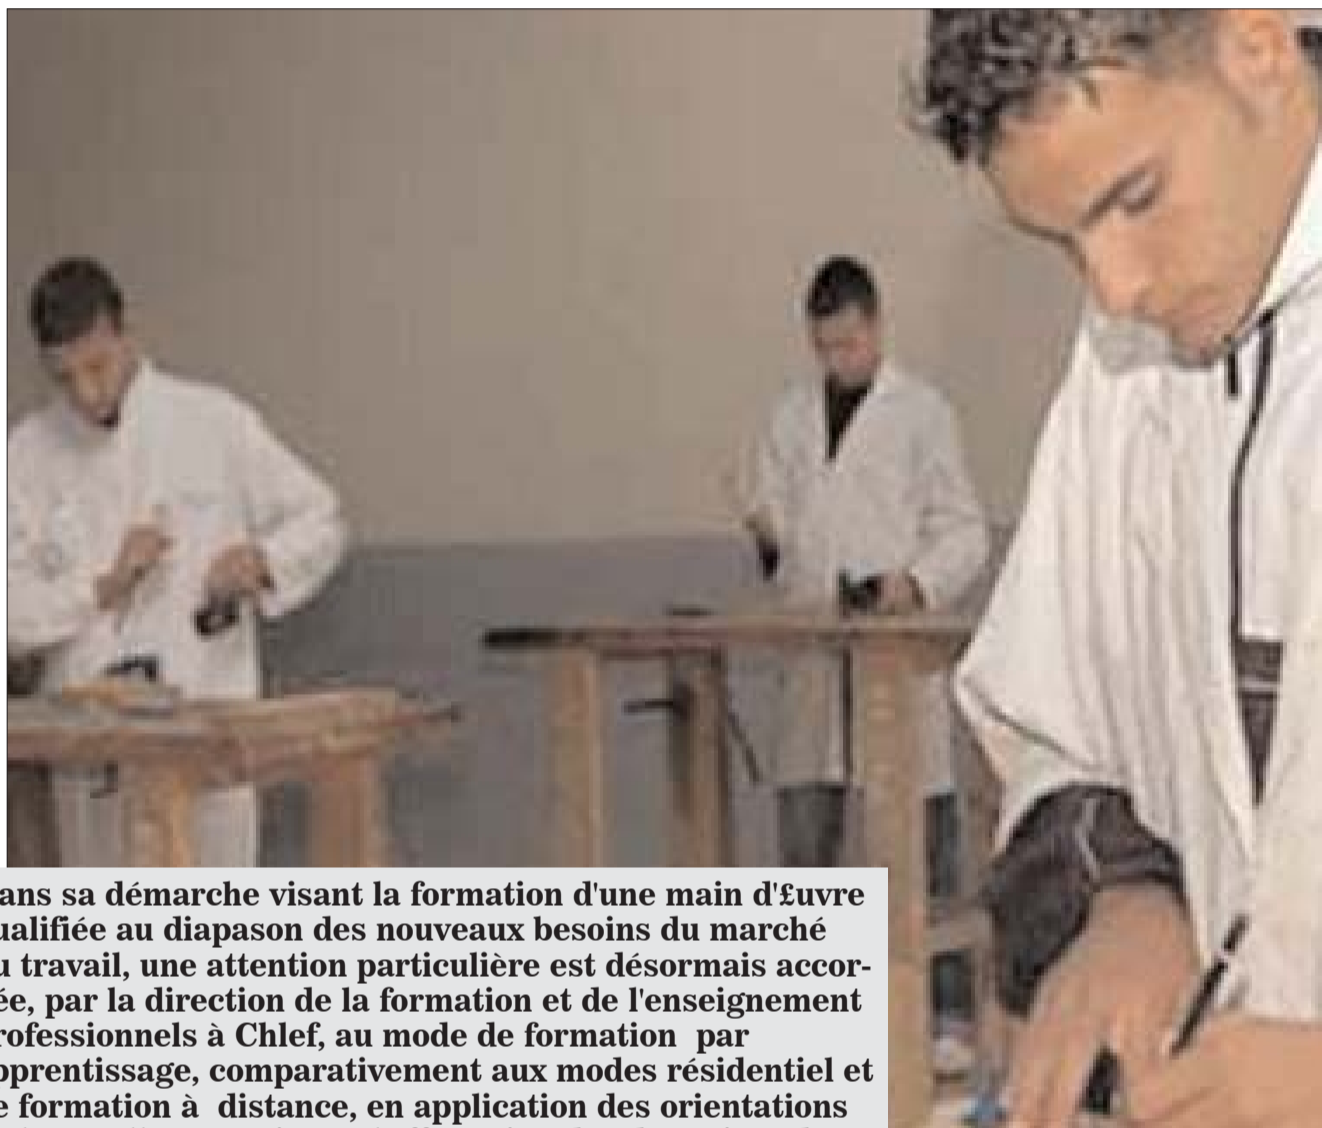 ans sa démarche visant la formation d'une main d'£uvre
ualifiée au diapason des nouveaux besoins du marché
u travail, une attention particulière est désormais accor-
ée, par la direction de la formation et de l'enseignement
rofessionnels à Chlef, au mode de formation par
pprentissage, comparativement aux modes résidentiel et
e formation à distance, en application des orientations